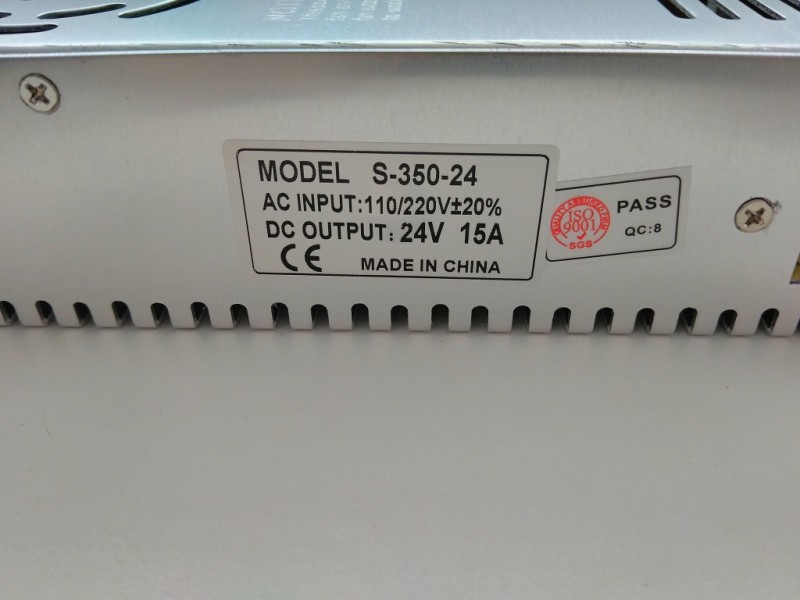 MODEL S-350-24
AC INPUT:110/220V±20%
DC OUTPUT: 24V 15A
CE MADE IN CHINA
ISO
9001
SGS
PASS
QC:8